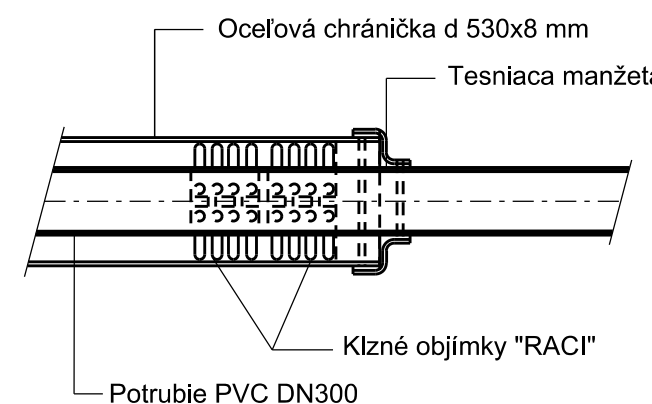 Oceľová chránička d 530x8 mm
Tesniaca manžeta
Klzné objímky "RACI"
Potrubie PVC DN300